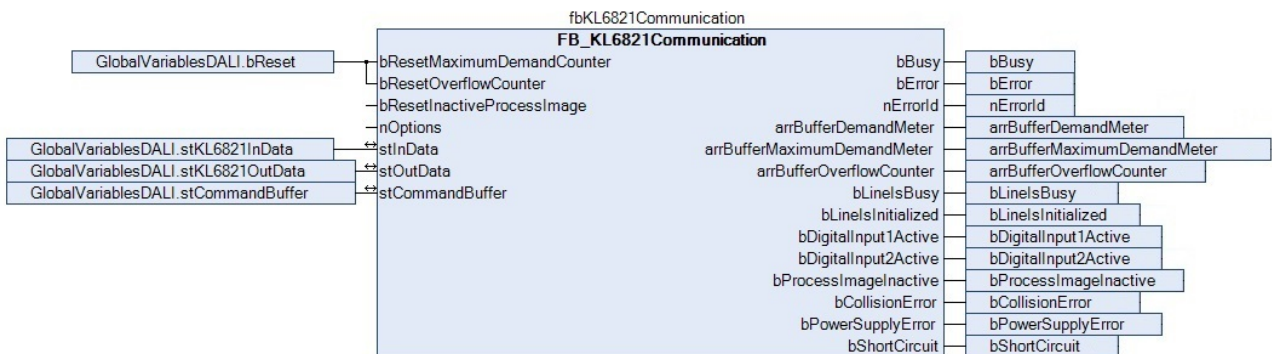 fbKL6821Communication
FB_KL6821Communication
GlobalVariablesDALI.bReset bResetMaximumDemandCounter bBusy bBusy
bResetOverflowCounter bError bError
bResetInactiveProcessImage nErrorId nErrorId
nOptions arrBufferDemandMeter arrBufferDemandMeter
GlobalVariablesDALI.stKL6821InData stInData arrBufferMaximumDemandMeter arrBufferMaximumDemandMeter
GlobalVariablesDALI.stKL6821OutData stOutData arrBufferOverflowCounter arrBufferOverflowCounter
GlobalVariablesDALI.stCommandBuffer stCommandBuffer bLineIsBusy bLineIsBusy
bLineIsInitialized bLineIsInitialized
bDigitalInput1Active bDigitalInput1Active
bDigitalInput2Active bDigitalInput2Active
bProcessImageInactive bProcessImageInactive
bCollisionError bCollisionError
bPowerSupplyError bPowerSupplyError
bShortCircuit bShortCircuit